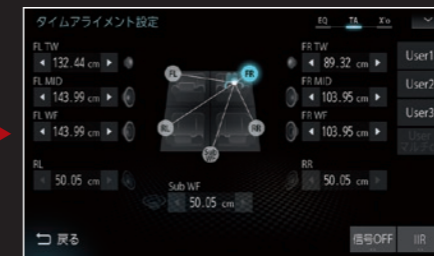 タイムアライメント設定
EQ TA X'o
FL TW
132.44 cm
FL MID
143.99 cm
FL WF
143.99 cm
RL
50.05 cm
FL
FR
RL
RR
Sub WF
50.05 cm
FR TW
89.32 cm
FR MID
103.95 cm
FR WF
103.95 cm
RR
50.05 cm
User1
User2
User3
User
戻る
信号OFF
IIR